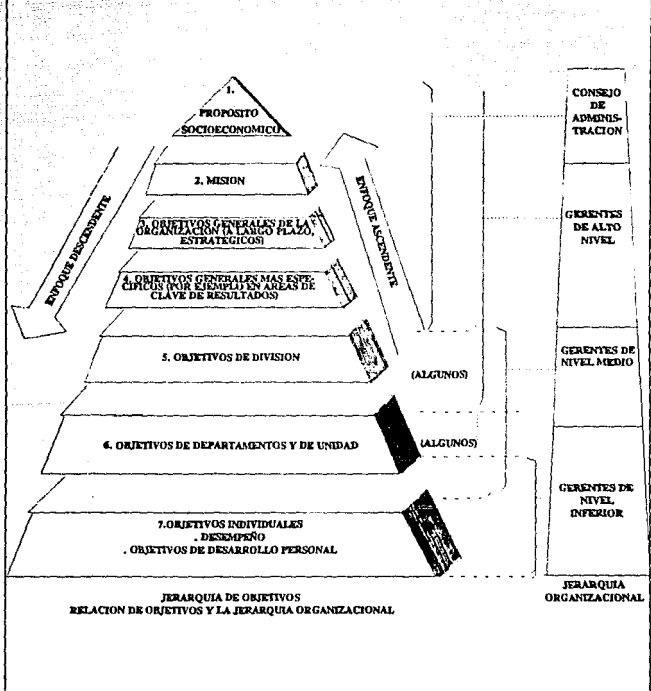 1.
PROPOSITO
SOCIOECONOMICO
2. MISION
3. OBJETIVOS GENERALES DE LA
ORGANIZACION (A LARGO PLAZO,
ESTRATEGICOS)
4. OBJETIVOS GENERALES MAS ESPE-
CIFICOS (POR EJEMPLO EN AREAS DE
CLAVE DE RESULTADOS)
5. OBJETIVOS DE DIVISION
6. OBJETIVOS DE DEPARTAMENTOS Y DE UNIDAD
7.OBJETIVOS INDIVIDUALES
. DESEMPEÑO
. OBJETIVOS DE DESARROLLO PERSONAL
ENFOQUE DESCENDENTE
ENFOQUE ASCENDENTE
(ALGUNOS)
(ALGUNOS)
CONSEJO
DE
ADMINIS-
TRACION
GERENTES
DE ALTO
NIVEL
GERENTES DE
NIVEL MEDIO
GERENTES DE
NIVEL
INFERIOR
JERARQUIA
ORGANIZACIONAL
JERARQUIA DE OBJETIVOS
RELACION DE OBJETIVOS Y LA JERARQUIA ORGANIZACIONAL